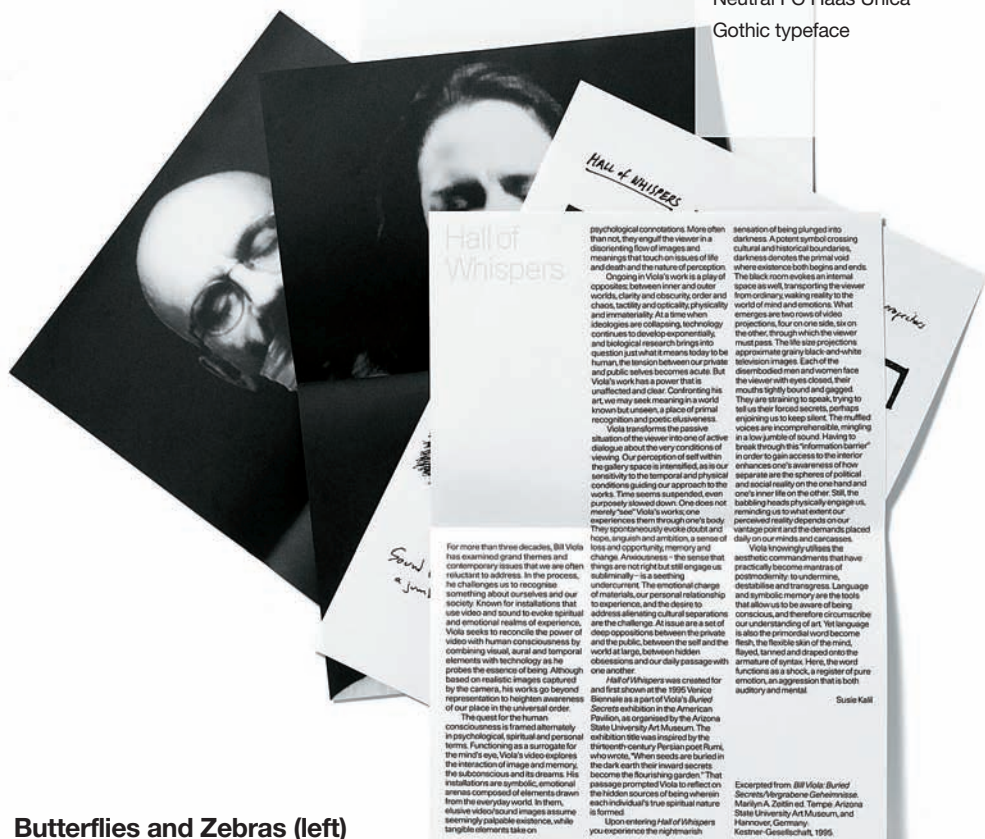 Neutral FC Haas Unica
Gothic typeface
HALL of WHISPERS
Hall of
Whispers
For more than three decades, Bill Viola
has examined grand themes and
contemporary issues that we are often
reluctant to address. In the process,
he challenges us to recognise
something about ourselves and our
society. Known for installations that
use video and sound to evoke spiritual
and emotional realms of experience,
Viola seeks to reconcile the power of
video with human consciousness by
combining visual, aural and temporal
elements with technology as he
probes the essence of being. Although
based on realistic images captured
by the camera, his works go beyond
representation to heighten awareness
of our place in the universal order.
The quest for the human
consciousness is framed alternately
in psychological, spiritual and personal
terms. Functioning as a surrogate for
the mind's eye, Viola's video explores
the interaction of image and memory,
the subconscious and its dreams. His
installations are symbolic, emotional
arenas composed of elements drawn
from the everyday world. In them,
elusive video/sound images assume
seemingly palpable existence, while
tangible elements take on
psychological connotations. More often
than not, they engulf the viewer in a
disorienting flow of images and
meanings that touch on issues of life
and death and the nature of perception.
Ongoing in Viola's work is a play of
opposites; between inner and outer
worlds, clarity and obscurity, order and
chaos, tactility and opticality, physicality
and immateriality. At a time when
ideologies are collapsing, technology
continues to develop exponentially,
and biological research brings into
question just what it means today to be
human, the tension between our private
and public selves becomes acute. But
Viola's work has a power that is
unaffected and clear. Confronting his
art, we may seek meaning in a world
known but unseen, a place of primal
recognition and poetic elusiveness.
Viola transforms the passive
situation of the viewer into one of active
dialogue about the very conditions of
viewing. Our perception of self within
the gallery space is intensified, as is our
sensitivity to the temporal and physical
conditions guiding our approach to the
works. Time seems suspended, even
purposely slowed down. One does not
merely "see" Viola's works; one
experiences them through one's body.
They spontaneously evoke doubt and
hope, anguish and ambition, a sense of
loss and opportunity, memory and
change. Anxiousness – the sense that
things are not right but still engage us
subliminally – is a seething
undercurrent. The emotional charge
of materials, our personal relationship
to experience, and the desire to
address alienating cultural separations
are the challenge. At issue are a set of
deep oppositions between the private
and the public, between the self and the
world at large, between hidden
obsessions and our daily passage with
one another.
Hall of Whispers was created for
and first shown at the 1995 Venice
Biennale as a part of Viola's Buried
Secrets exhibition in the American
Pavilion, as organised by the Arizona
State University Art Museum. The
exhibition title was inspired by the
thirteenth-century Persian poet Rumi,
who wrote, "When seeds are buried in
the dark earth their inward secrets
become the flourishing garden." That
passage prompted Viola to reflect on
the hidden sources of being wherein
each individual's true spiritual nature
is formed.
Upon entering Hall of Whispers
you experience the nightmarish
sensation of being plunged into
darkness. A potent symbol crossing
cultural and historical boundaries,
darkness denotes the primal void
where existence both begins and ends.
The black room evokes an internal
space as well, transporting the viewer
from ordinary, waking reality to the
world of mind and emotions. What
emerges are two rows of video
projections, four on one side, six on
the other, through which the viewer
must pass. The life size projections
approximate grainy black-and-white
television images. Each of the
disembodied men and women face
the viewer with eyes closed, their
mouths tightly bound and gagged.
They are straining to speak, trying to
tell us their forced secrets, perhaps
enjoining us to keep silent. The muffled
voices are incomprehensible, mingling
in a low jumble of sound. Having to
break through this "information barrier"
in order to gain access to the interior
enhances one's awareness of how
separate are the spheres of political
and social reality on the one hand and
one's inner life on the other. Still, the
babbling heads physically engage us,
reminding us to what extent our
perceived reality depends on our
vantage point and the demands placed
daily on our minds and carcasses.
Viola knowingly utilises the
aesthetic commandments that have
practically become mantras of
postmodernity: to undermine,
destabilise and transgress. Language
and symbolic memory are the tools
that allow us to be aware of being
conscious, and therefore circumscribe
our understanding of art. Yet language
is also the primordial word become
flesh, the flexible skin of the mind,
flayed, tanned and draped onto the
armature of syntax. Here, the word
functions as a shock, a register of pure
emotion, an aggression that is both
auditory and mental.
Susie Kalil
Excerpted from: Bill Viola: Buried
Secrets/Vergrabene Geheimnisse.
Marilyn A. Zeitlin ed. Tempe: Arizona
State University Art Museum, and
Hannover, Germany:
Kestner-Gesellschaft, 1995.
Sound
a jum
Butterflies and Zebras (left)